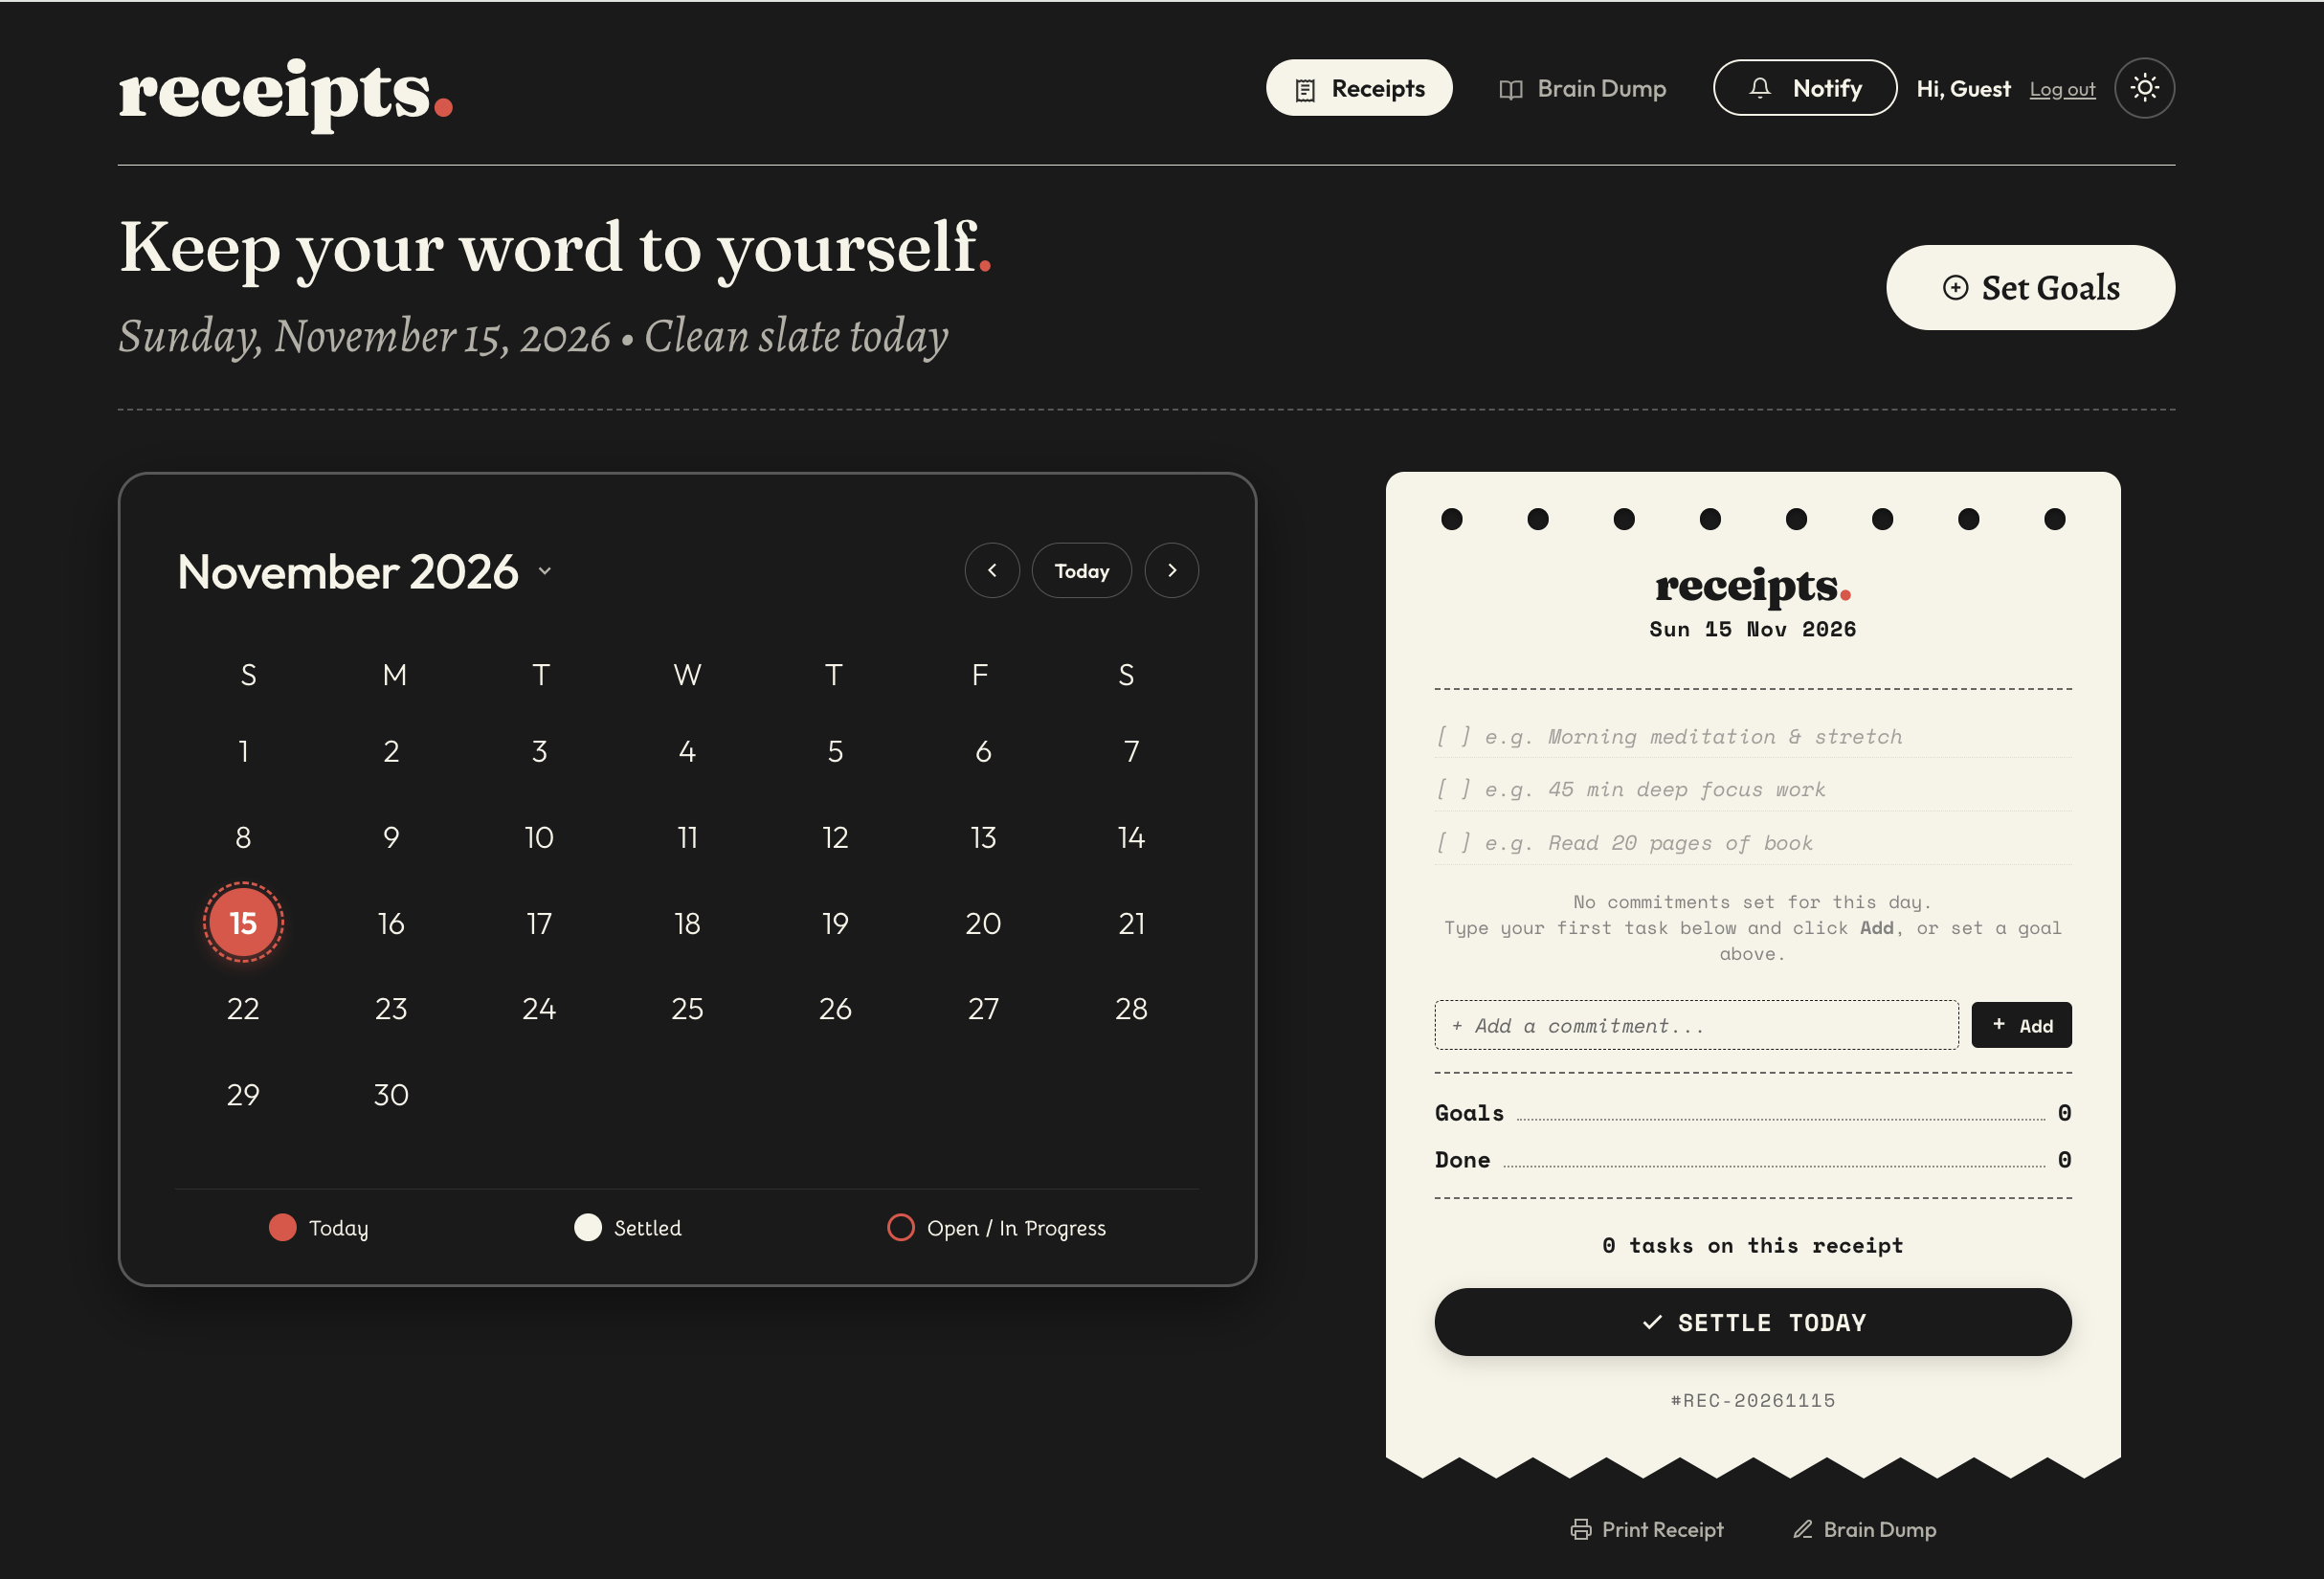 receipts.
Receipts
Brain Dump
Notify
Hi, Guest
Log out
Keep your word to yourself.
Sunday, November 15, 2026 • Clean slate today
Set Goals
November 2026
Today
S M T W T F S
1 2 3 4 5 6 7
8 9 10 11 12 13 14
15 16 17 18 19 20 21
22 23 24 25 26 27 28
29 30
Today
Settled
Open / In Progress
receipts.
Sun 15 Nov 2026
[ ] e.g. Morning meditation & stretch
[ ] e.g. 45 min deep focus work
[ ] e.g. Read 20 pages of book
No commitments set for this day.
Type your first task below and click Add, or set a goal
above.
+ Add a commitment...
+ Add
Goals 0
Done 0
0 tasks on this receipt
✓ SETTLE TODAY
#REC-20261115
Print Receipt
Brain Dump